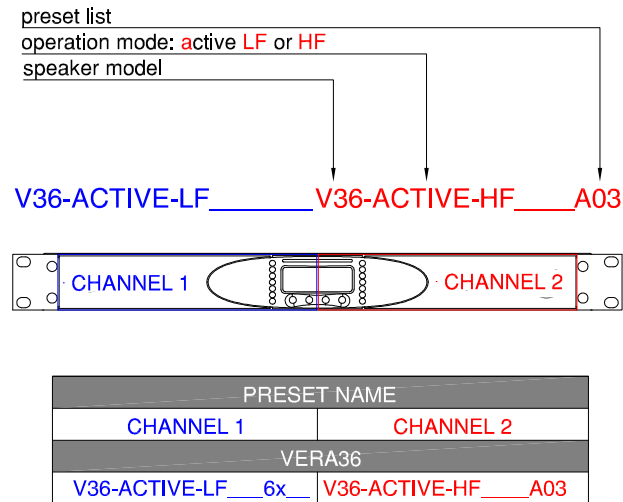 preset list
operation mode: active LF or HF
speaker model
V36-ACTIVE-LF_______V36-ACTIVE-HF____A03
CHANNEL 1 CHANNEL 2
PRESET NAME
CHANNEL 1 CHANNEL 2
VERA36
V36-ACTIVE-LF___6x__ V36-ACTIVE-HF____A03